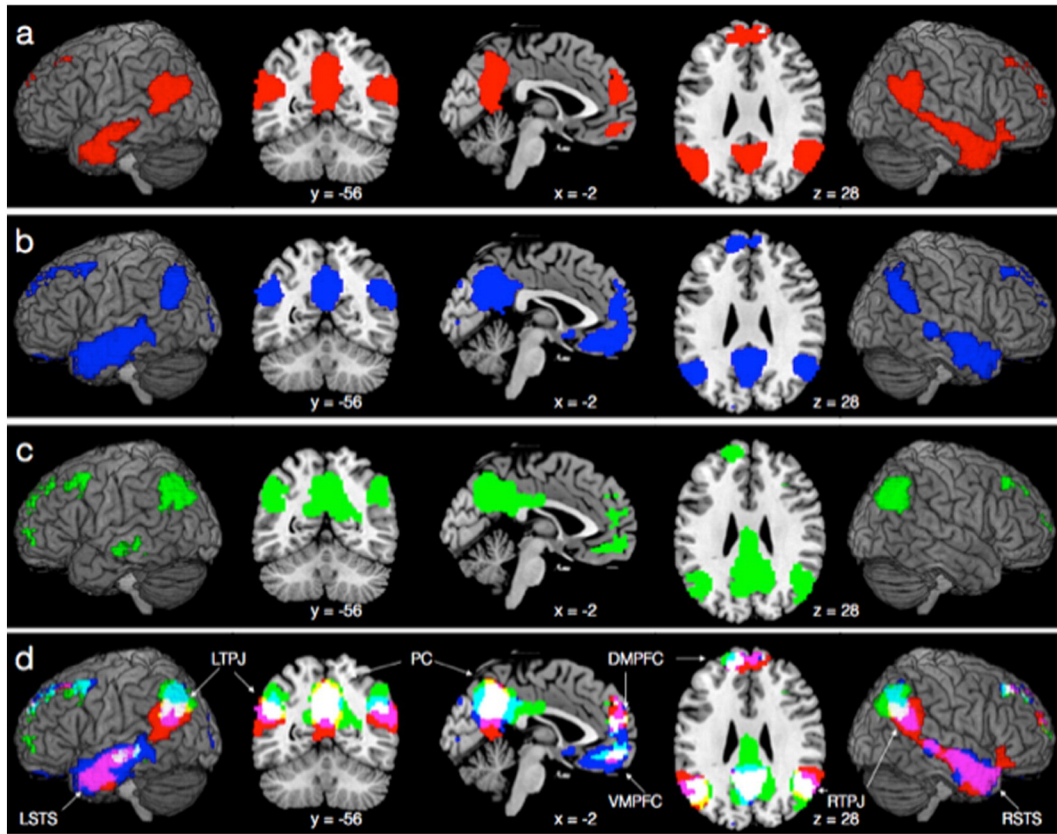 a
y = -56
x = -2
z = 28
b
y = -56
x = -2
z = 28
c
y = -56
x = -2
z = 28
d
LTPJ
PC
DMPFC
LSTS
y = -56
x = -2
VMPFC
z = 28
RTPJ
RSTS